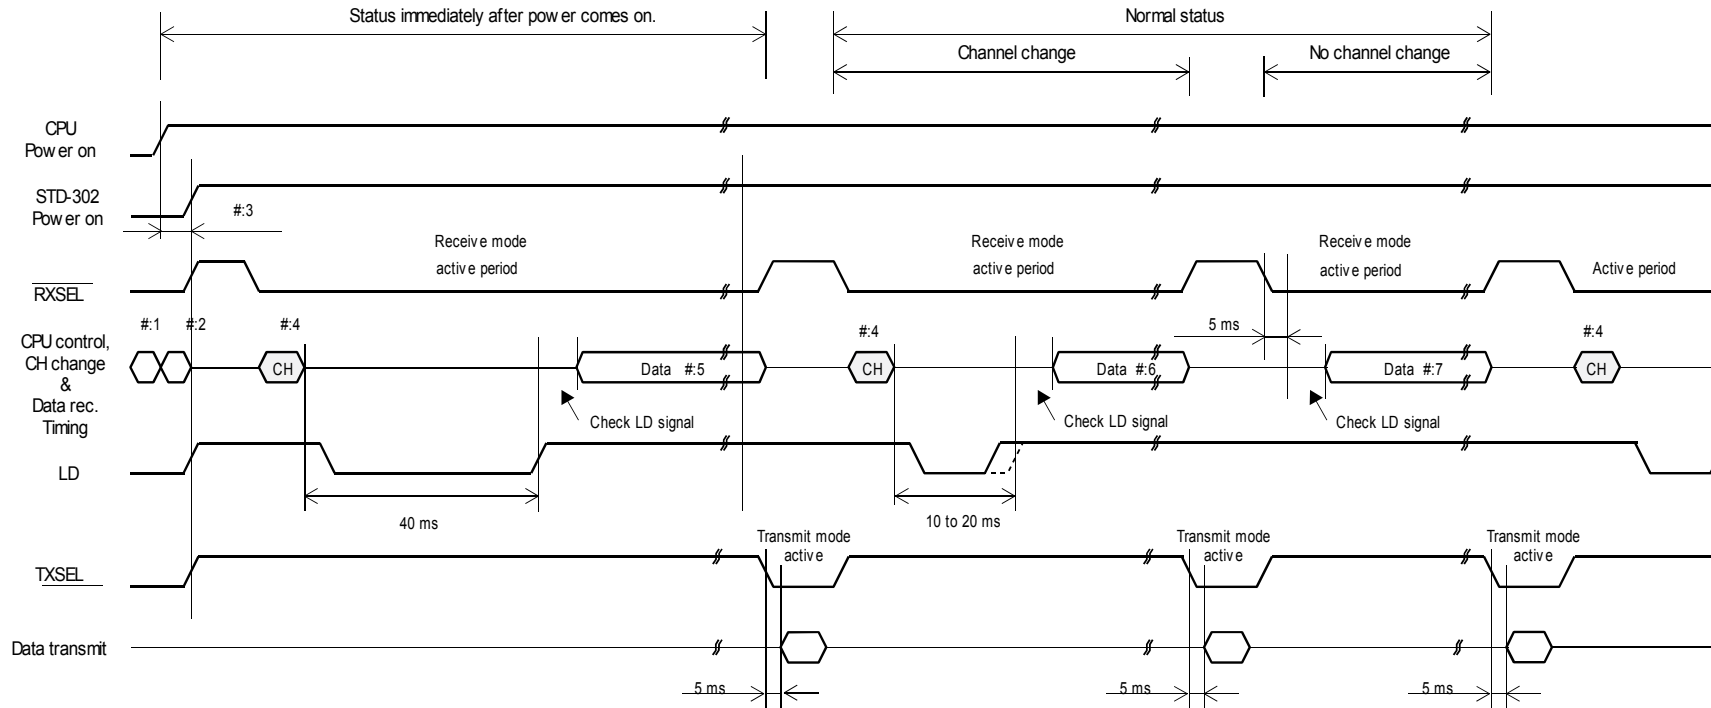 Status immediately after power comes on.
Normal status
Channel change
No channel change
CPU
Power on
STD-302
Power on
#:3
Receive mode
active period
Receive mode
active period
Receive mode
active period
Active period
RXSEL
#:1
#:2
#:4
#:4
5 ms
#:4
CPU control,
CH change
&
Data rec.
Timing
CH
Data #:5
CH
Data #:6
Data #:7
CH
Check LD signal
Check LD signal
Check LD signal
LD
40 ms
10 to 20 ms
Transmit mode
active
Transmit mode
active
Transmit mode
active
TXSEL
Data transmit
5 ms
5 ms
5 ms